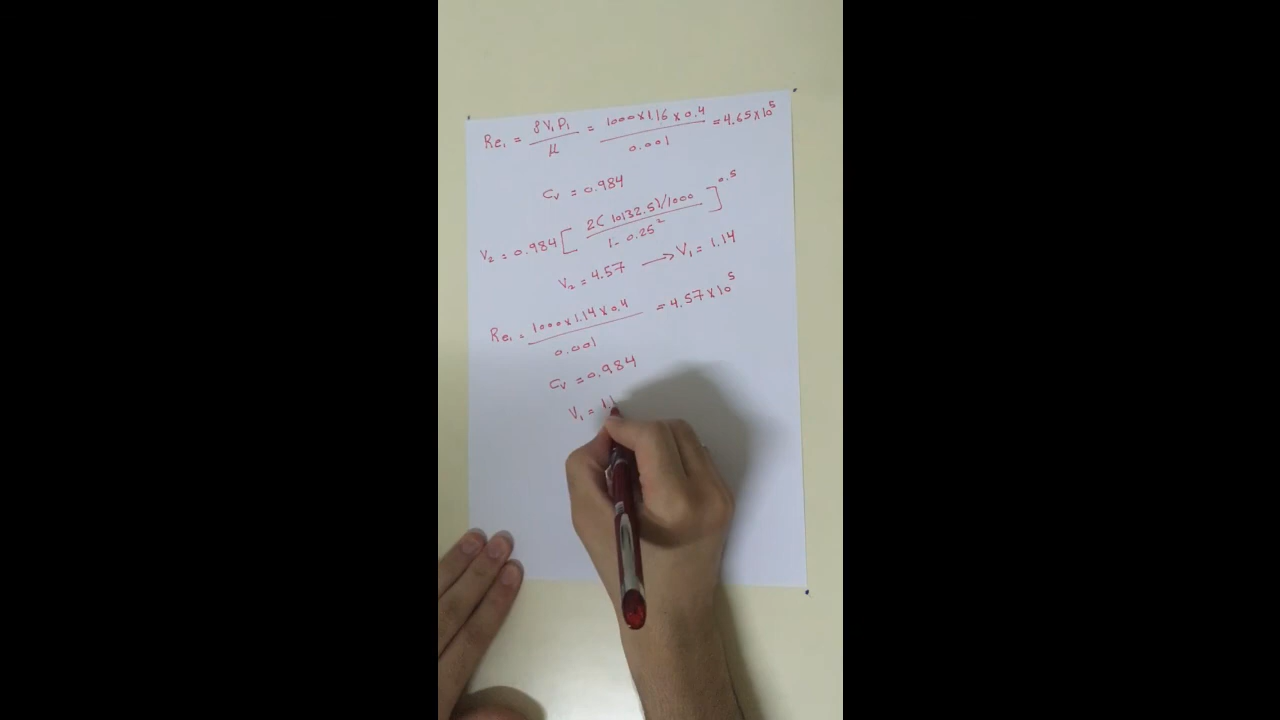 Re₁ = ρV₁D₁ / μ = 1000×1.16×0.4 / 0.001 = 4.65×10⁵
Cᵥ = 0.984
V₂ = 0.984 [ 2(10132.5)/1000 / 1-0.25² ]⁰·⁵
V₂ = 4.57 → V₁ = 1.14
Re₁ = 1000×1.14×0.4 / 0.001 = 4.57×10⁵
Cᵥ = 0.984
V₁ = 1.1